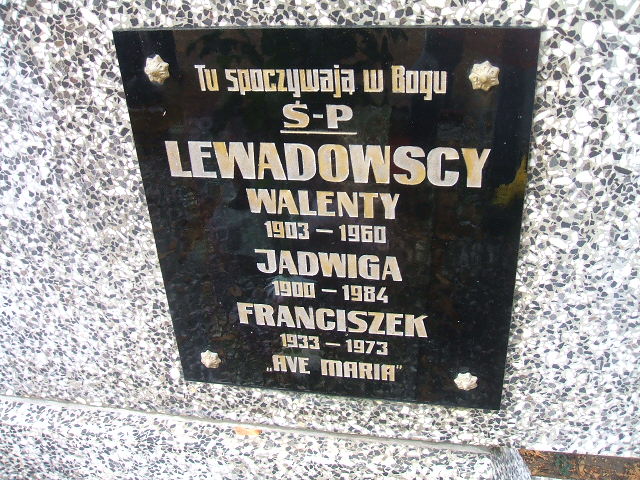 Tu spoczywają w Bogu
Ś-P
LEWADOWSCY
WALENTY
1903 – 1960
JADWIGA
1900 – 1984
FRANCISZEK
1933 – 1973
„AVE MARIA”